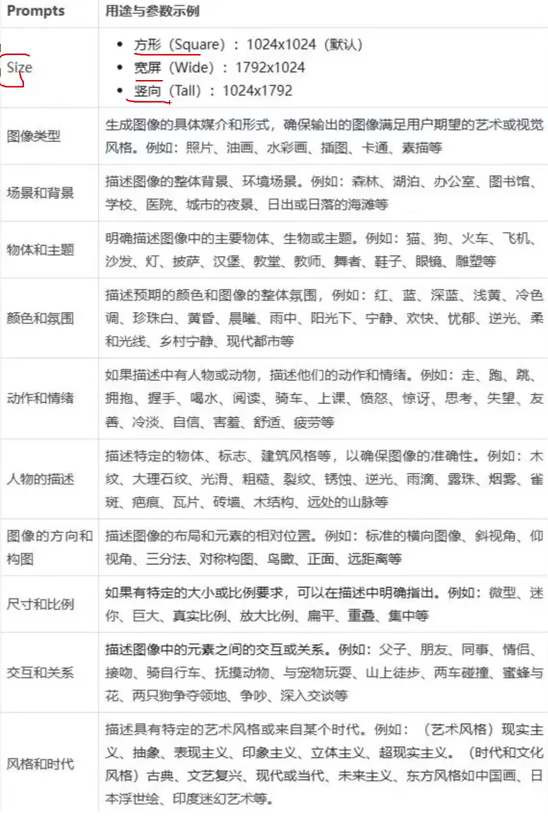 Prompts 用途与参数示例
Size
• 方形（Square）：1024x1024（默认）
• 宽屏（Wide）：1792x1024
• 竖向（Tall）：1024x1792
图像类型
生成图像的具体媒介和形式，确保输出的图像满足用户期望的艺术或视觉
风格。例如：照片、油画、水彩画、插图、卡通、素描等
场景和背景
描述图像的整体背景、环境场景。例如：森林、湖泊、办公室、图书馆、
学校、医院、城市的夜景、日出或日落的海滩等
物体和主题
明确描述图像中的主要物体、生物或主题。例如：猫、狗、火车、飞机、
沙发、灯、披萨、汉堡、教堂、教师、舞者、鞋子、眼镜、雕塑等
颜色和氛围
描述预期的颜色和图像的整体氛围，例如：红、蓝、深蓝、浅黄、冷色
调、珍珠白、黄昏、晨曦、雨中、阳光下、宁静、欢快、忧郁、逆光、柔
和光线、乡村宁静、现代都市等
动作和情绪
如果描述中有人物或动物，描述他们的动作和情绪。例如：走、跑、跳、
拥抱、握手、喝水、阅读、骑车、上课、愤怒、惊讶、思考、失望、友
善、冷淡、自信、害羞、舒适、疲劳等
人物的描述
描述特定的物体、标志、建筑风格等，以确保图像的准确性。例如：木
纹、大理石纹、光滑、粗糙、裂纹、锈蚀、逆光、雨滴、露珠、烟雾、雀
斑、疤痕、瓦片、砖墙、木结构、远处的山脉等
图像的方向和
构图
描述图像的布局和元素的相对位置。例如：标准的横向图像、斜视角、仰
视角、三分法、对称构图、鸟瞰、正面、远距离等
尺寸和比例
如果有特定的大小或比例要求，可以在描述中明确指出。例如：微型、迷
你、巨大、真实比例、放大比例、扁平、重叠、集中等
交互和关系
描述图像中的元素之间的交互或关系。例如：父子、朋友、同事、情侣、
接吻、骑自行车、抚摸动物、与宠物玩耍、山上徒步、两车碰撞、蜜蜂与
花、两只狗争夺领地、争吵、深入交谈等
风格和时代
描述具有特定的艺术风格或来自某个时代。例如：（艺术风格）现实主
义、抽象、表现主义、印象主义、立体主义、超现实主义。（时代和文化
风格）古典、文艺复兴、现代或当代、未来主义、东方风格如中国画、日
本浮世绘、印度迷幻艺术等。